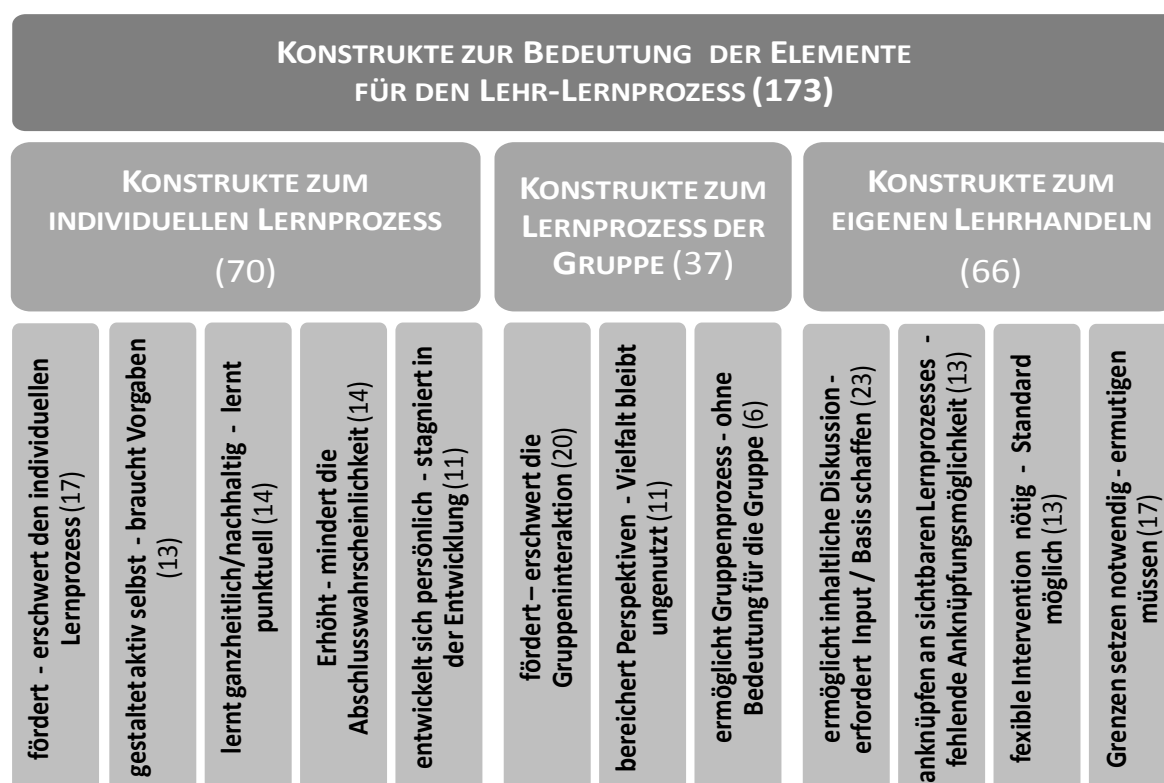 KONSTRUKTE ZUR BEDEUTUNG DER ELEMENTE
FÜR DEN LEHR-LERNPROZESS (173)
KONSTRUKTE ZUM
INDIVIDUELLEN LERNPROZESS
(70)
KONSTRUKTE ZUM
LERNPROZESS DER
GRUPPE (37)
KONSTRUKTE ZUM
EIGENEN LEHRHANDELN
(66)
fördert - erschwert den individuellen
Lernprozess (17)
gestaltet aktiv selbst - braucht Vorgaben
(13)
lernt ganzheitlich/nachhaltig - lernt
punktuell (14)
Erhöht - mindert die
Abschlusswahrscheinlichkeit (14)
entwickelt sich persönlich - stagniert in
der Entwicklung (11)
fördert – erschwert die
Gruppeninteraktion (20)
bereichert Perspektiven - Vielfalt bleibt
ungenutzt (11)
ermöglicht Gruppenprozess - ohne
Bedeutung für die Gruppe (6)
ermöglicht inhaltliche Diskussion -
erfordert Input / Basis schaffen (23)
anknüpfen an sichtbaren Lernprozesses -
fehlende Anknüpfungsmöglichkeit (13)
fexible Intervention nötig - Standard
möglich (13)
Grenzen setzen notwendig - ermutigen
müssen (17)